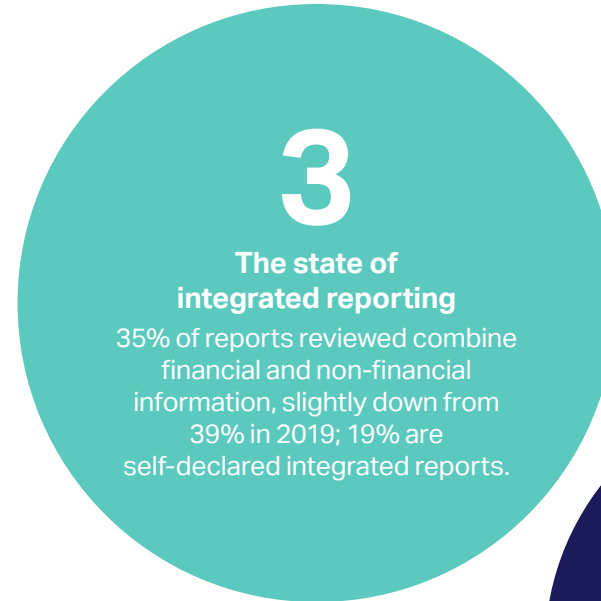 3
The state of
integrated reporting
35% of reports reviewed combine
financial and non-financial
information, slightly down from
39% in 2019; 19% are
self-declared integrated reports.